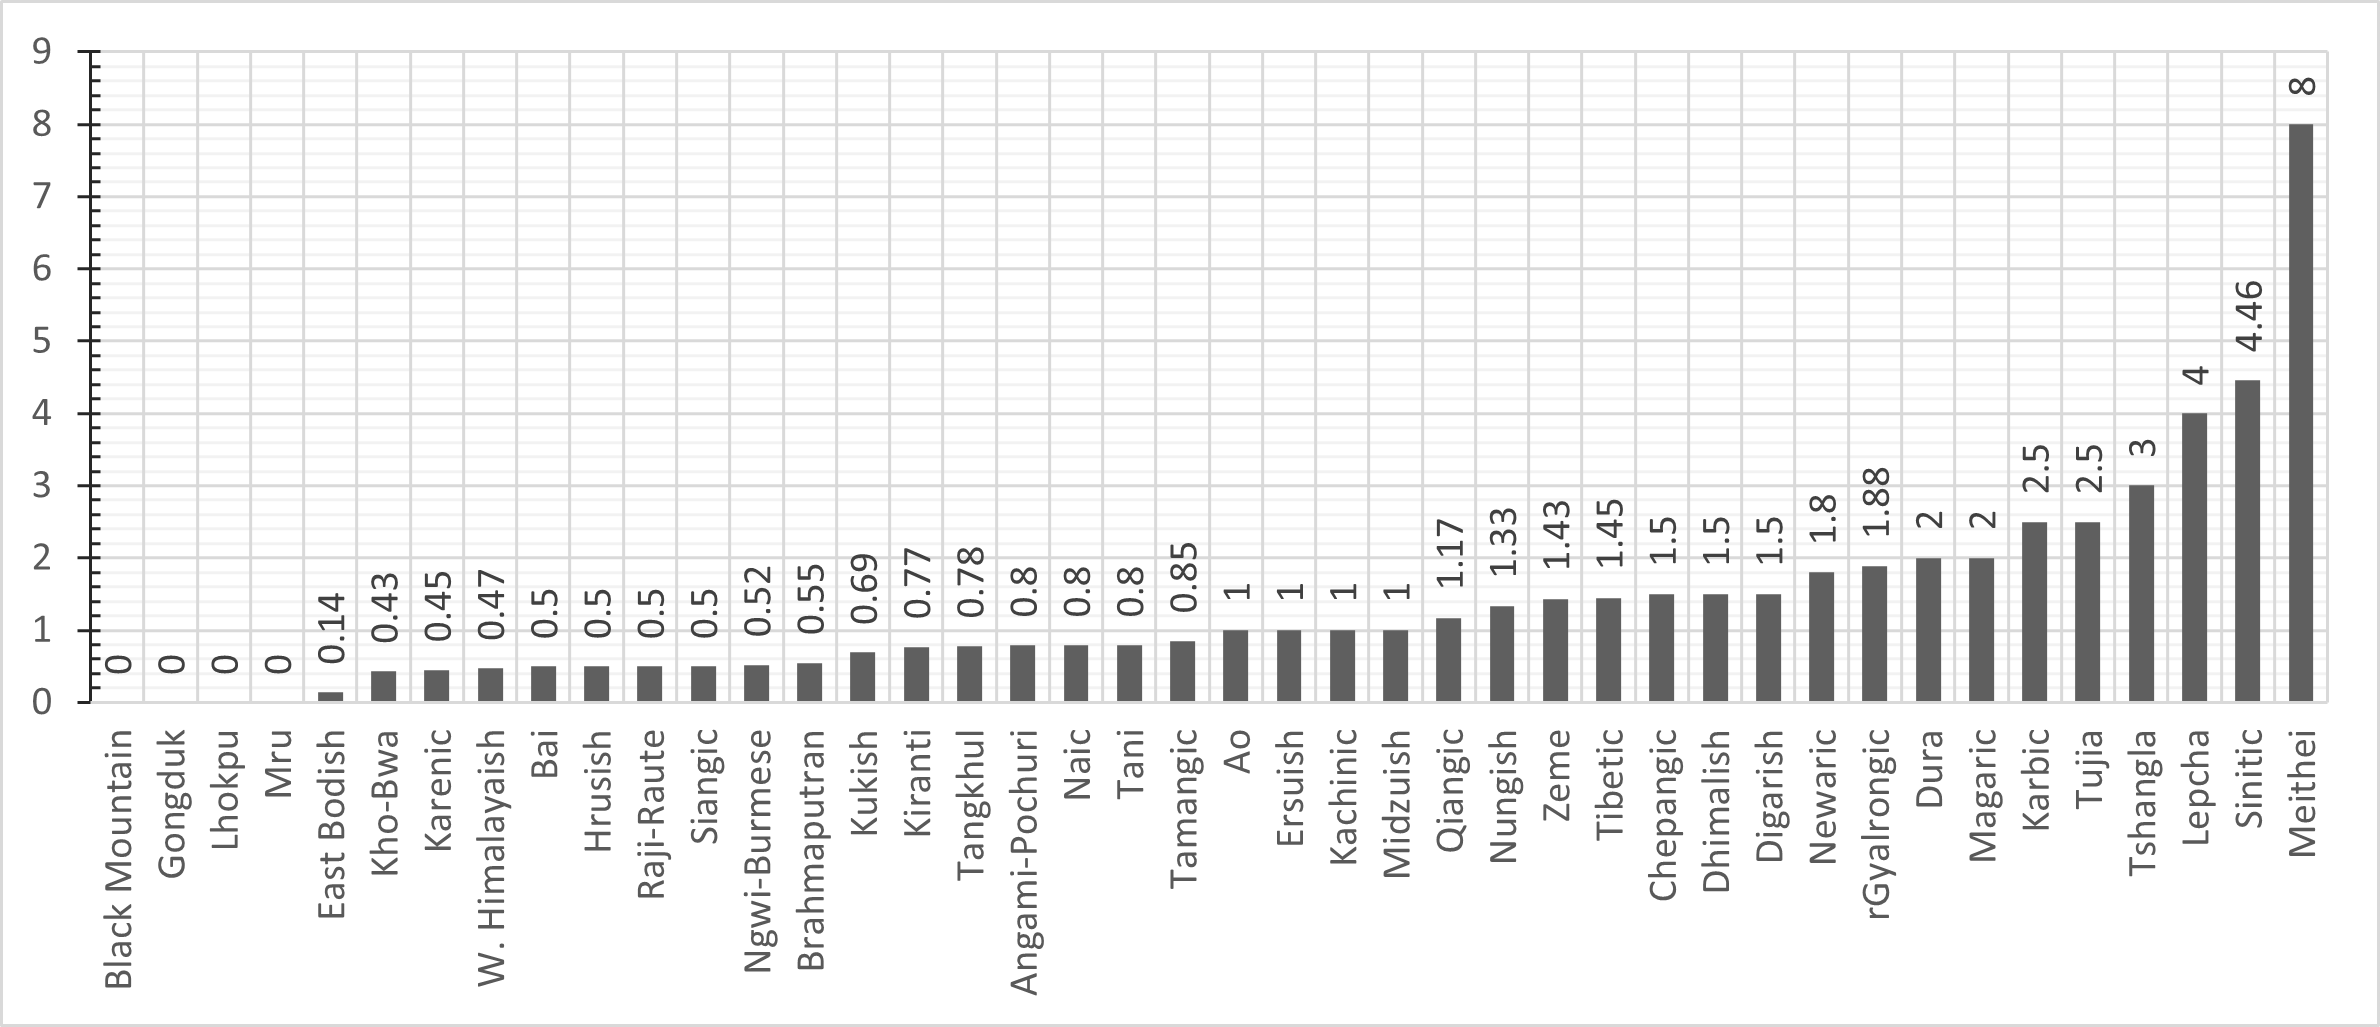 9
8
7
6
5
4
3
2
1
0
0
0
0
0
0.14
0.43
0.45
0.47
0.5
0.5
0.5
0.5
0.52
0.55
0.69
0.77
0.78
0.8
0.8
0.8
0.85
1
1
1
1
1.17
1.33
1.43
1.45
1.5
1.5
1.5
1.8
1.88
2
2
2.5
2.5
3
4
4.46
8
Black Mountain
Gongduk
Lhokpu
Mru
East Bodish
Kho-Bwa
Karenic
W. Himalayaish
Bai
Hrusish
Raji-Raute
Siangic
Ngwi-Burmese
Brahmaputran
Kukish
Kiranti
Tangkhul
Angami-Pochuri
Naic
Tani
Tamangic
Ao
Ersuish
Kachinic
Midzuish
Qiangic
Nungish
Zeme
Tibetic
Chepangic
Dhimalish
Digarish
Newaric
rGyalrongic
Dura
Magaric
Karbic
Tujia
Tshangla
Lepcha
Sinitic
Meithei